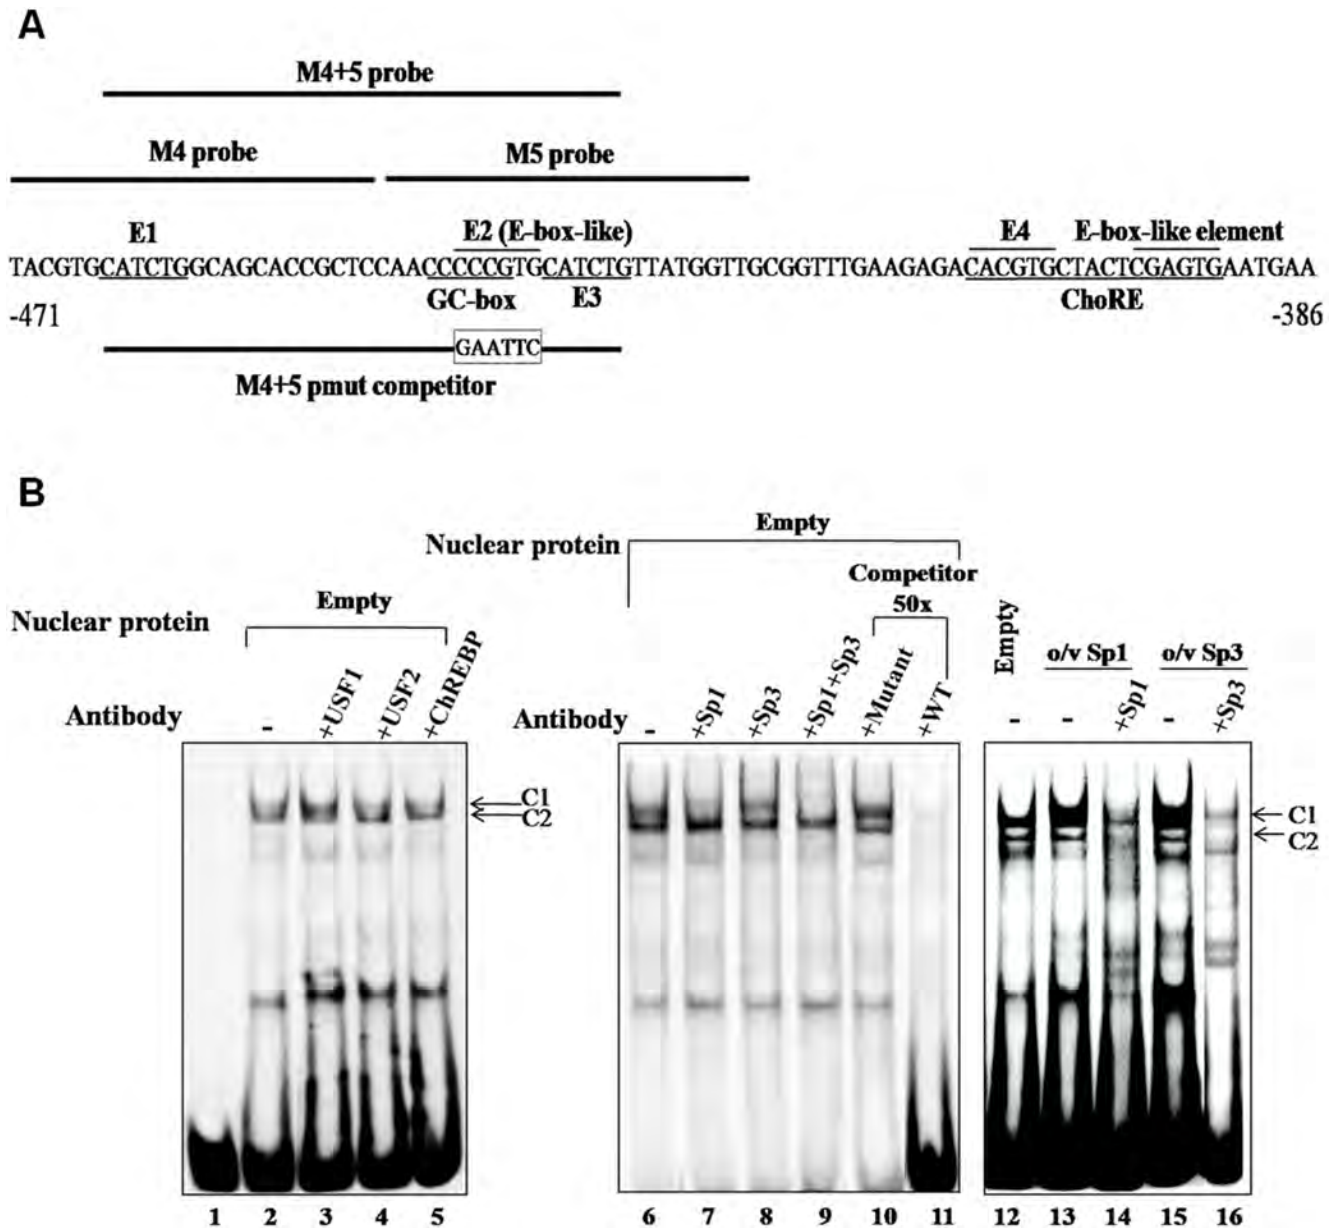 A
M4+5 probe
M4 probe
M5 probe
E1
E2 (E-box-like)
E4
E-box-like element
TACGTGCATCTGGCAGCACCGCTCCAACCCCCGTGCATCTGTTATGGTTGCGGTTTGAAGAGACACGTGCTACTCGAGTGAATGAA
GC-box
E3
ChoRE
-471
-386
GAATTC
M4+5 pmut competitor
B
Nuclear protein
Empty
Antibody
-
+USF1
+USF2
+ChREBP
C1
C2
1 2 3 4 5
Nuclear protein
Empty
Competitor
50x
Antibody
-
+Sp1
+Sp3
+Sp1+Sp3
+Mutant
+WT
6 7 8 9 10 11
Empty
o/v Sp1
o/v Sp3
-
-
+Sp1
-
+Sp3
C1
C2
12 13 14 15 16